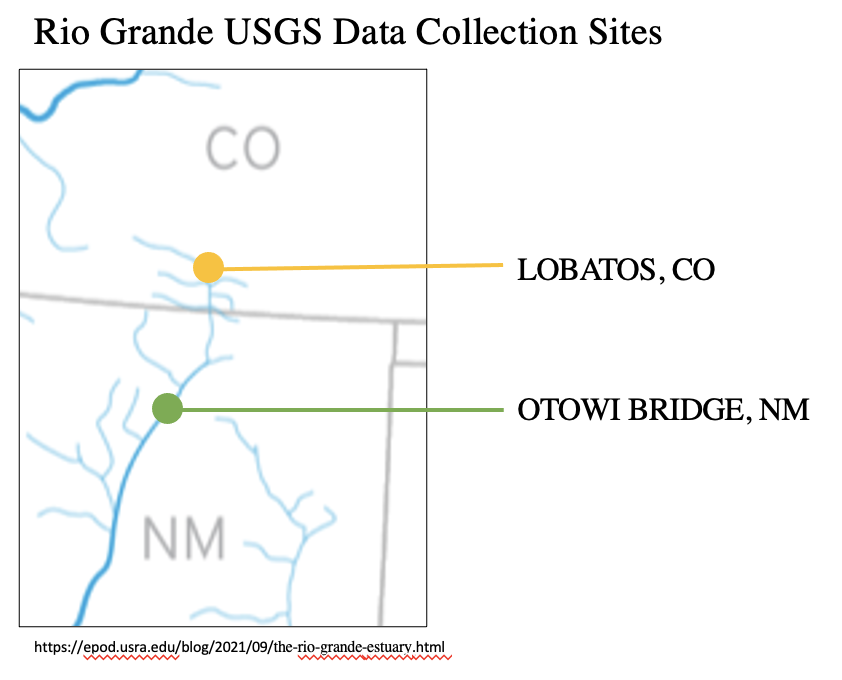 Rio Grande USGS Data Collection Sites
CO
LOBATOS, CO
OTOWI BRIDGE, NM
NM
https://epod.usra.edu/blog/2021/09/the-rio-grande-estuary.html